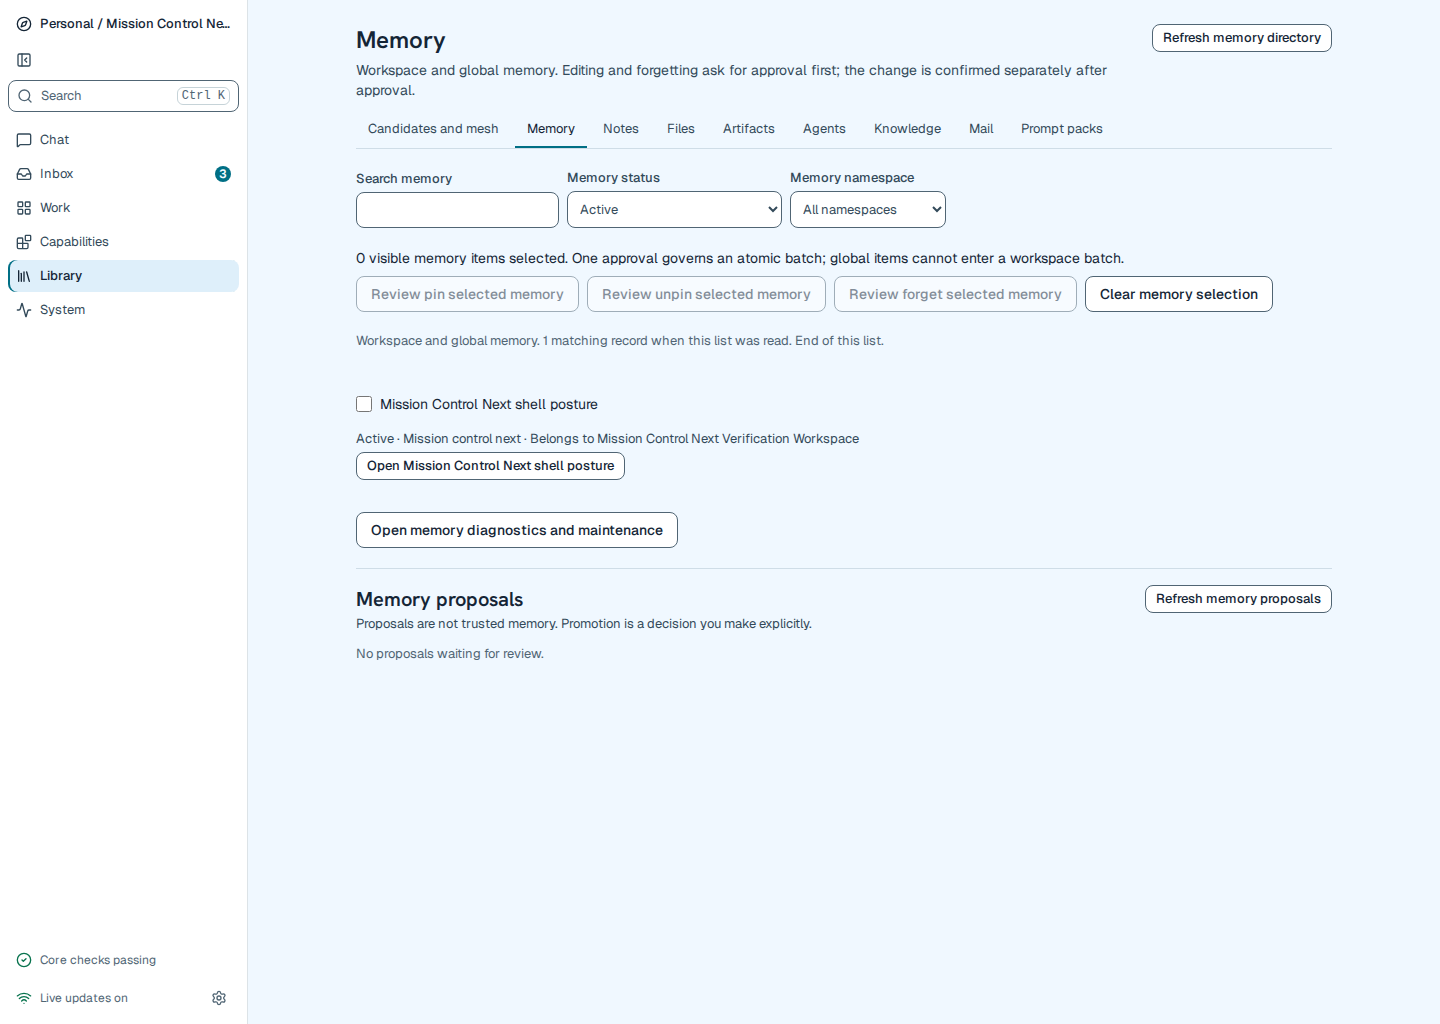 Personal / Mission Control Ne...
Search
Ctrl K
Chat
Inbox
3
Work
Capabilities
Library
System
Core checks passing
Live updates on
Memory
Refresh memory directory
Workspace and global memory. Editing and forgetting ask for approval first; the change is confirmed separately after
approval.
Candidates and mesh
Memory
Notes
Files
Artifacts
Agents
Knowledge
Mail
Prompt packs
Search memory
Memory status
Memory namespace
Active
All namespaces
0 visible memory items selected. One approval governs an atomic batch; global items cannot enter a workspace batch.
Review pin selected memory
Review unpin selected memory
Review forget selected memory
Clear memory selection
Workspace and global memory. 1 matching record when this list was read. End of this list.
Mission Control Next shell posture
Active · Mission control next · Belongs to Mission Control Next Verification Workspace
Open Mission Control Next shell posture
Open memory diagnostics and maintenance
Memory proposals
Refresh memory proposals
Proposals are not trusted memory. Promotion is a decision you make explicitly.
No proposals waiting for review.